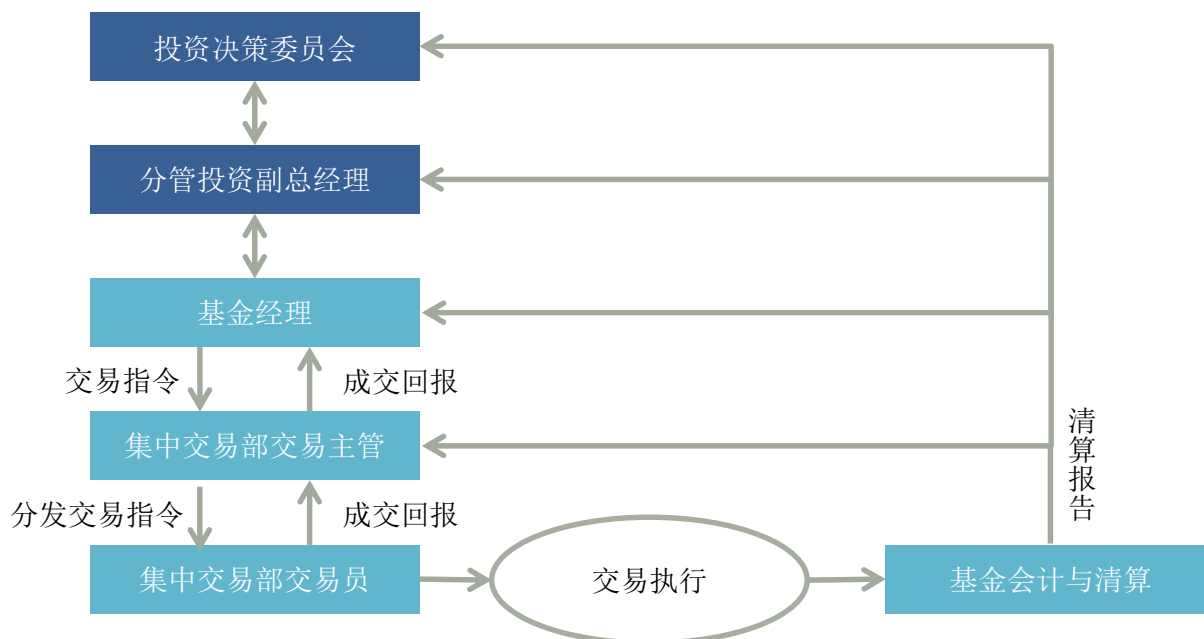 投资决策委员会
分管投资副总经理
基金经理
交易指令
成交回报
集中交易部交易主管
清算报告
分发交易指令
成交回报
集中交易部交易员
交易执行
基金会计与清算